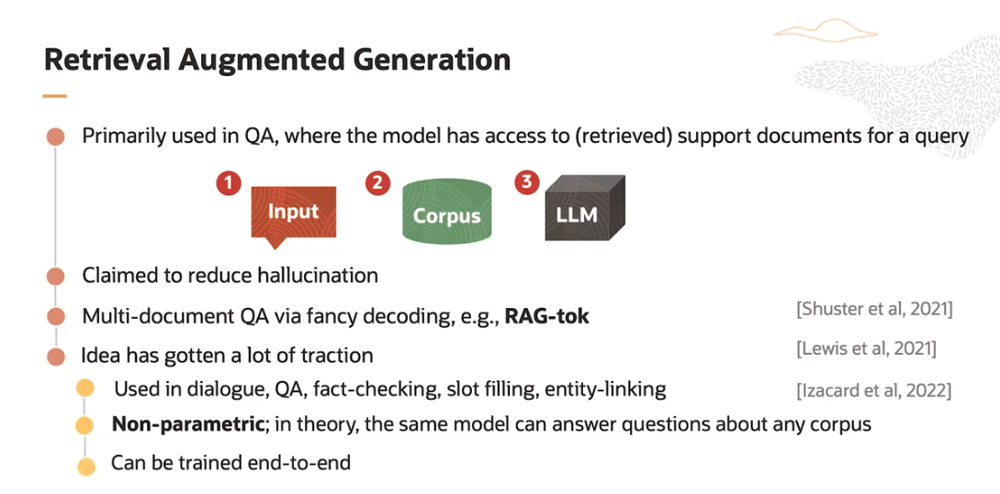 Retrieval Augmented Generation
Primarily used in QA, where the model has access to (retrieved) support documents for a query
1 Input
2 Corpus
3 LLM
Claimed to reduce hallucination
Multi-document QA via fancy decoding, e.g., RAG-tok
[Shuster et al, 2021]
Idea has gotten a lot of traction
[Lewis et al, 2021]
Used in dialogue, QA, fact-checking, slot filling, entity-linking
[Izacard et al, 2022]
Non-parametric; in theory, the same model can answer questions about any corpus
Can be trained end-to-end